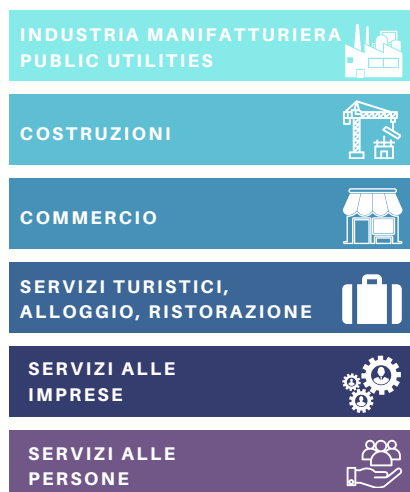 INDUSTRIA MANIFATTURIERA
PUBLIC UTILITIES
COSTRUZIONI
COMMERCIO
SERVIZI TURISTICI,
ALLOGGIO, RISTORAZIONE
SERVIZI ALLE
IMPRESE
SERVIZI ALLE
PERSONE